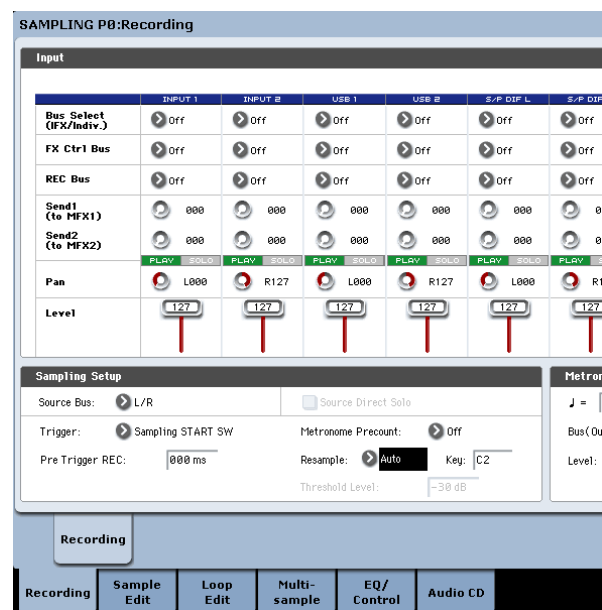 SAMPLING P0:Recording
Input
INPUT 1 INPUT 2 USB 1 USB 2 S/P DIF L S/P DIF
Bus Select (IFX/Indiv.) Off Off Off Off Off Off
FX Ctrl Bus Off Off Off Off Off Off
REC Bus Off Off Off Off Off Off
Send1 (to MFX1) 000 000 000 000 000 0
Send2 (to MFX2) 000 000 000 000 000 0
PLAY SOLO PLAY SOLO PLAY SOLO PLAY SOLO PLAY SOLO PLAY SOLO
Pan L000 R127 L000 R127 L000 R1
Level 127 127 127 127 127 127
Sampling Setup Metron
Source Bus: L/R Source Direct Solo ♩ =
Trigger: Sampling START SW Metronome Precount: Off Bus(Ou
Pre Trigger REC: 000 ms Resample: Auto Key: C2 Level:
Threshold Level: -30 dB
Recording
Recording Sample Edit Loop Edit Multi-sample EQ/Control Audio CD